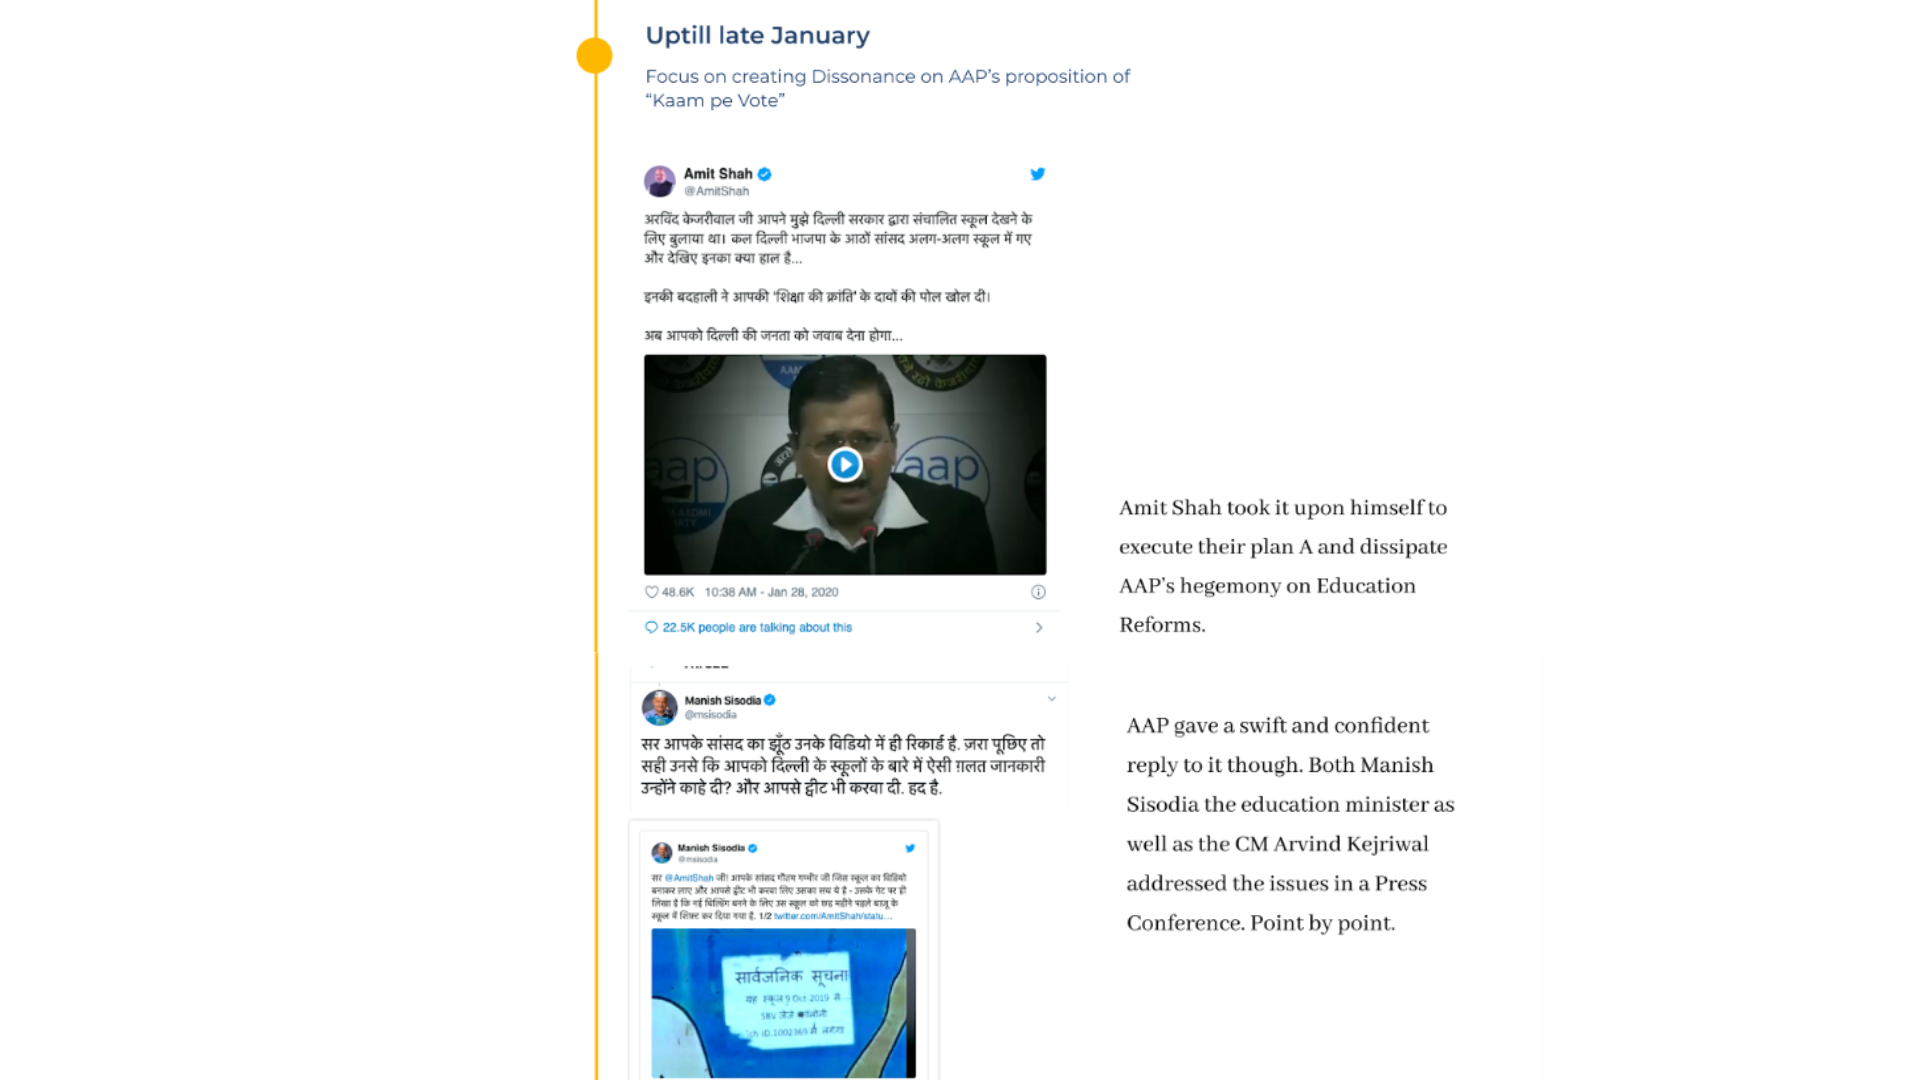 Uptill late January
Focus on creating Dissonance on AAP's proposition of
“Kaam pe Vote”
Amit Shah
@AmitShah
अरविंद केजरीवाल जी आपने मुझे दिल्ली सरकार द्वारा संचालित स्कूल देखने के
लिए बुलाया था। कल दिल्ली भाजपा के आठों सांसद अलग-अलग स्कूल में गए
और देखिए इनका क्या हाल है...
इनकी बदहाली ने आपकी 'शिक्षा की क्रांति' के दावों की पोल खोल दी।
अब आपको दिल्ली की जनता को जवाब देना होगा...
aap
aap
48.6K 10:38 AM - Jan 28, 2020
22.5K people are talking about this
Amit Shah took it upon himself to
execute their plan A and dissipate
AAP's hegemony on Education
Reforms.
Manish Sisodia
@msisodia
सर आपके सांसद का झूँठ उनके विडियो में ही रिकार्ड है. ज़रा पूछिए तो
सही उनसे कि आपको दिल्ली के स्कूलों के बारे में ऐसी ग़लत जानकारी
उन्होंने काहे दी? और आपसे ट्वीट भी करवा दी. हद है.
AAP gave a swift and confident
reply to it though. Both Manish
Sisodia the education minister as
well as the CM Arvind Kejriwal
addressed the issues in a Press
Conference. Point by point.
Manish Sisodia
@msisodia
सर @AmitShah जी! आपके सांसद गौतम गम्भीर जी जिस स्कूल का विडियो
बनाकर लाए और आपसे ट्वीट भी करवा लिए उसका सच ये है - उसके गेट पर ही
लिखा है कि नई बिल्डिंग बनने के लिए उस स्कूल को छह महीने पहले बाजू के
स्कूल में शिफ़्ट कर दिया गया है. 1/2 twitter.com/AmitShah/statu...
सार्वजनिक सूचना
यह स्कूल 9 Oct 2019 से
SBV जेजे कॉलोनी
Sch ID.1002369 में लगेगा